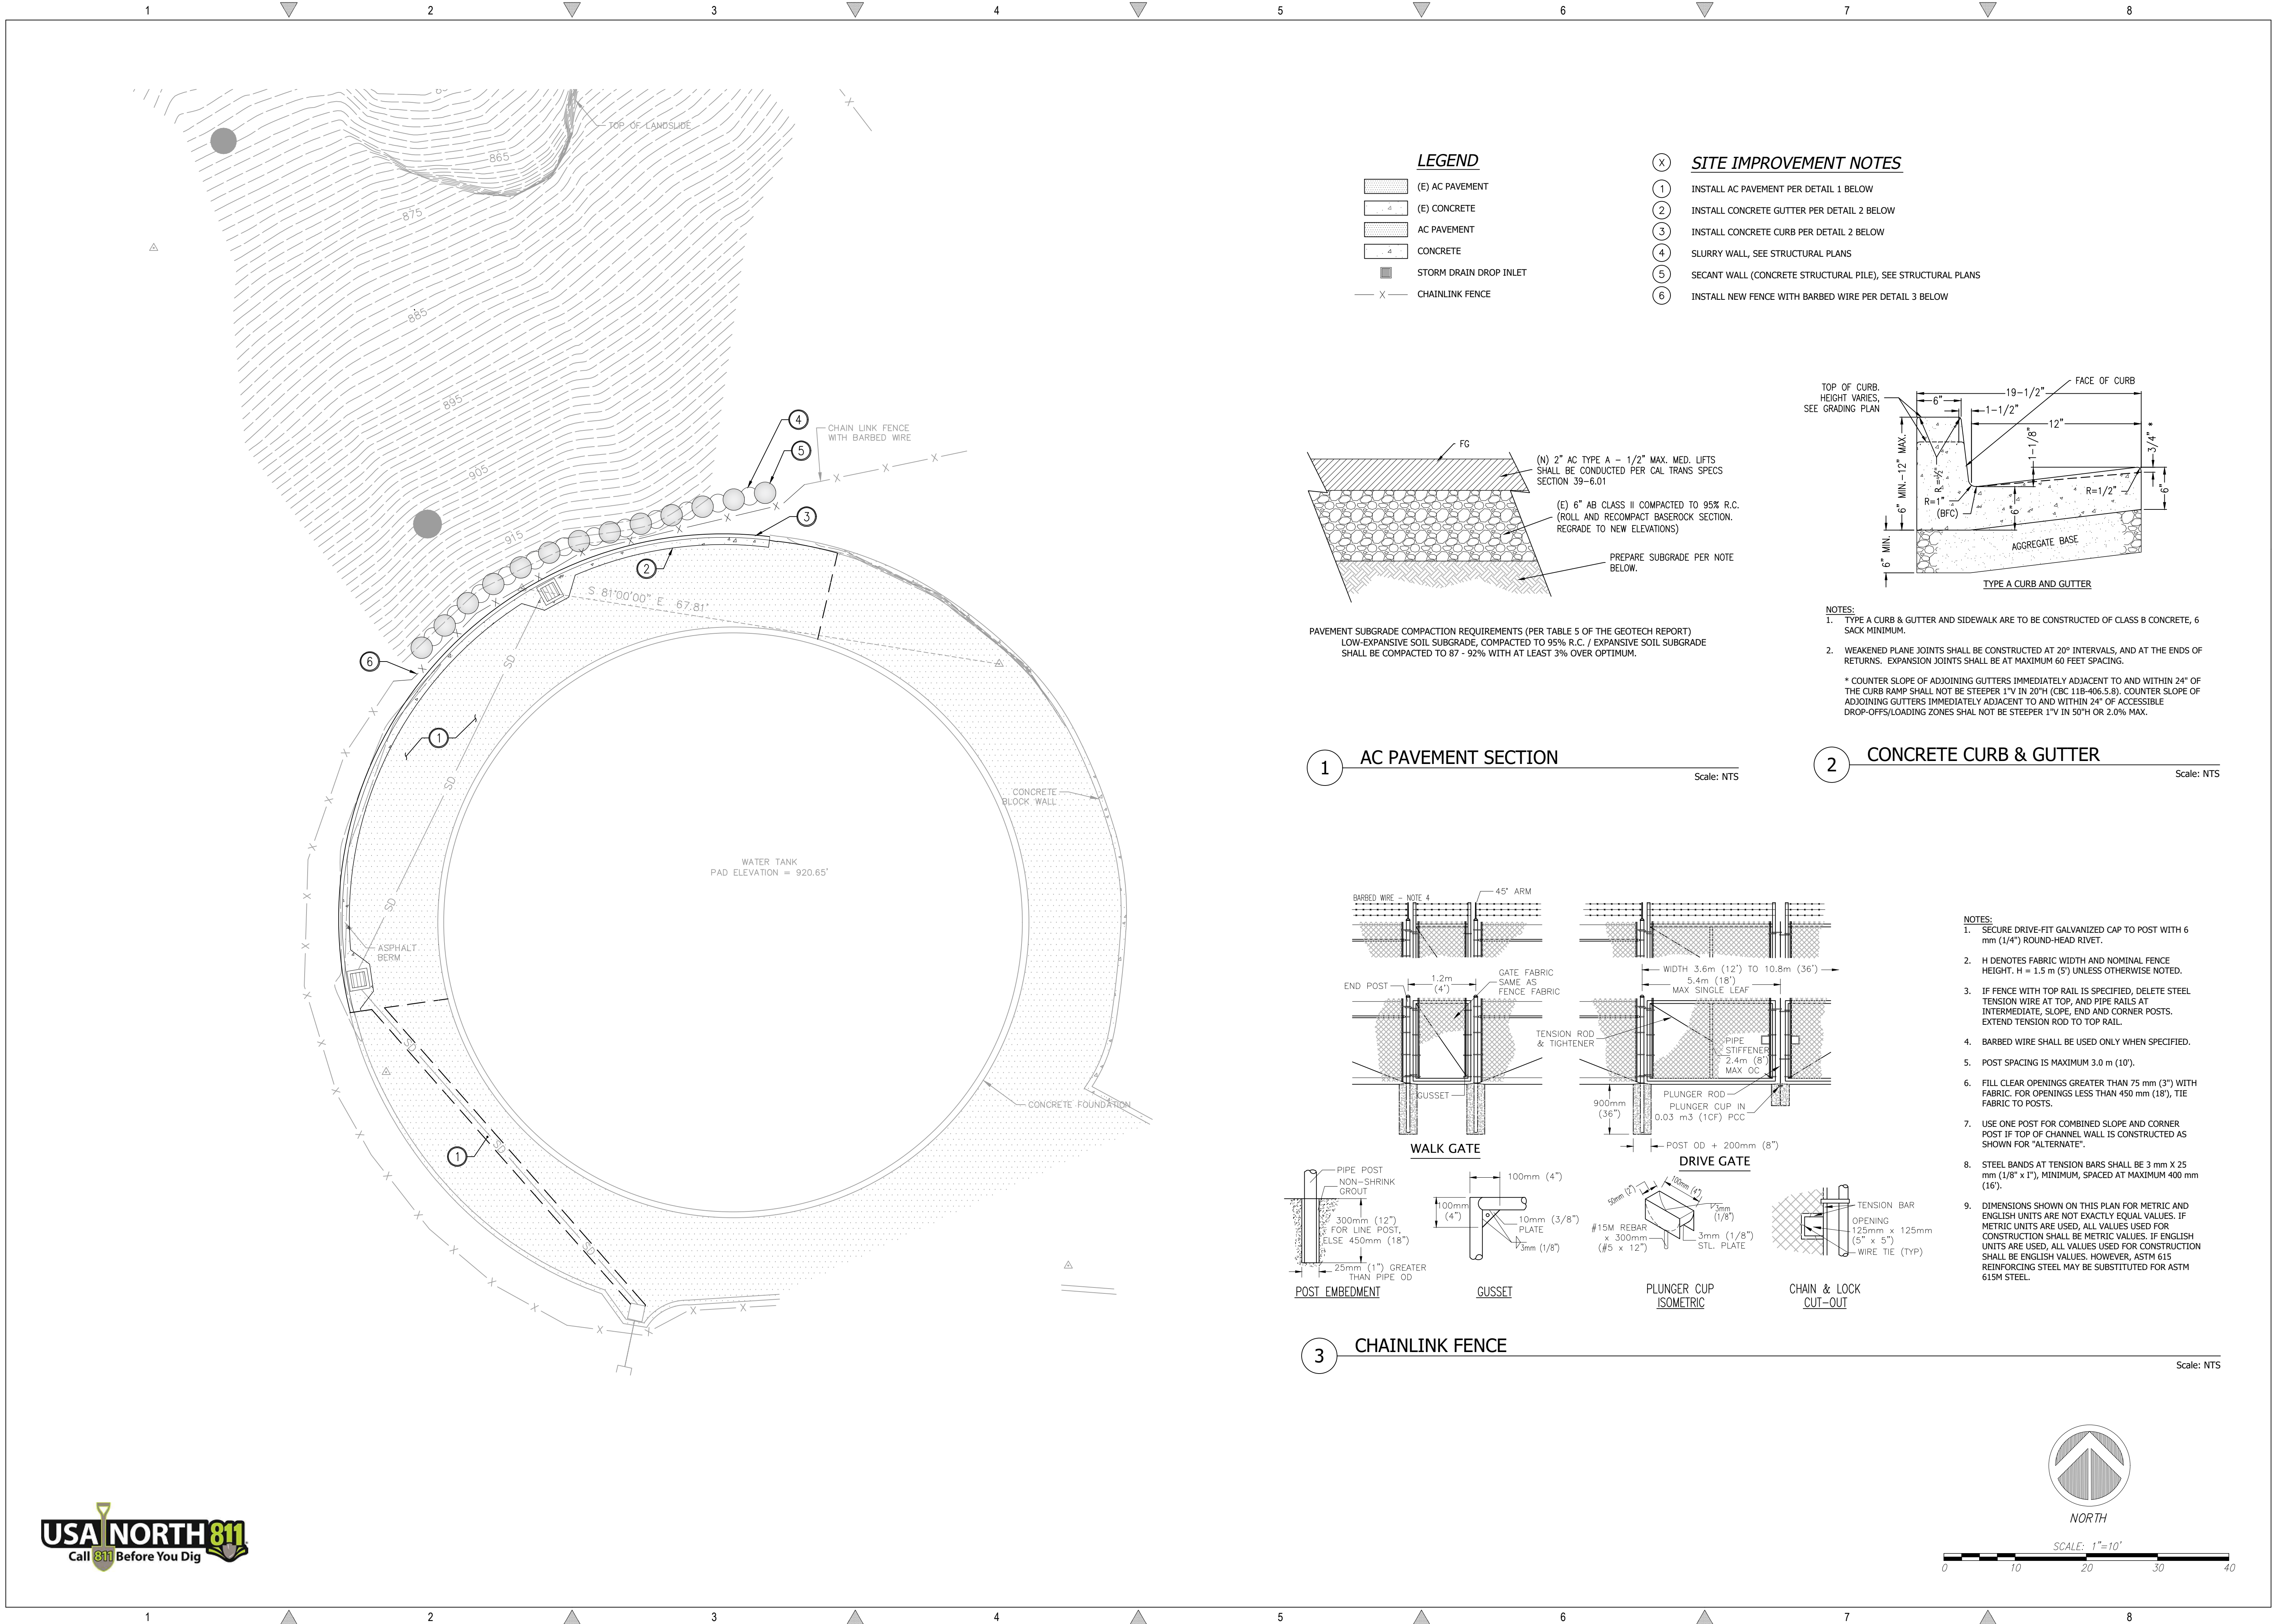 1 2 3 4 5 6 7 8
TOP OF LANDSLIDE
865
875
885
895
905
915
CHAIN LINK FENCE
WITH BARBED WIRE
4
5
3
2
6
1
1
S 81°00'00" E 67.81'
SD
SD
SD
SD
SD
SD
CONCRETE
BLOCK WALL
WATER TANK
PAD ELEVATION = 920.65'
ASPHALT
BERM
CONCRETE FOUNDATION
LEGEND
(E) AC PAVEMENT
(E) CONCRETE
AC PAVEMENT
CONCRETE
STORM DRAIN DROP INLET
X CHAINLINK FENCE
X SITE IMPROVEMENT NOTES
1 INSTALL AC PAVEMENT PER DETAIL 1 BELOW
2 INSTALL CONCRETE GUTTER PER DETAIL 2 BELOW
3 INSTALL CONCRETE CURB PER DETAIL 2 BELOW
4 SLURRY WALL, SEE STRUCTURAL PLANS
5 SECANT WALL (CONCRETE STRUCTURAL PILE), SEE STRUCTURAL PLANS
6 INSTALL NEW FENCE WITH BARBED WIRE PER DETAIL 3 BELOW
FG
(N) 2" AC TYPE A - 1/2" MAX. MED. LIFTS
SHALL BE CONDUCTED PER CAL TRANS SPECS
SECTION 39-6.01
(E) 6" AB CLASS II COMPACTED TO 95% R.C.
(ROLL AND RECOMPACT BASEROCK SECTION.
REGRADE TO NEW ELEVATIONS)
PREPARE SUBGRADE PER NOTE
BELOW.
PAVEMENT SUBGRADE COMPACTION REQUIREMENTS (PER TABLE 5 OF THE GEOTECH REPORT)
LOW-EXPANSIVE SOIL SUBGRADE, COMPACTED TO 95% R.C. / EXPANSIVE SOIL SUBGRADE
SHALL BE COMPACTED TO 87 - 92% WITH AT LEAST 3% OVER OPTIMUM.
1 AC PAVEMENT SECTION
Scale: NTS
TOP OF CURB.
HEIGHT VARIES,
SEE GRADING PLAN
FACE OF CURB
19-1/2"
6"
1-1/2"
12"
1-1/8"
3/4" *
6" MIN.-12" MAX.
R=1/2"
R=1"
(BFC)
6"
R=1/2"
6"
6" MIN.
AGGREGATE BASE
TYPE A CURB AND GUTTER
NOTES:
1. TYPE A CURB & GUTTER AND SIDEWALK ARE TO BE CONSTRUCTED OF CLASS B CONCRETE, 6
SACK MINIMUM.
2. WEAKENED PLANE JOINTS SHALL BE CONSTRUCTED AT 20° INTERVALS, AND AT THE ENDS OF
RETURNS. EXPANSION JOINTS SHALL BE AT MAXIMUM 60 FEET SPACING.
* COUNTER SLOPE OF ADJOINING GUTTERS IMMEDIATELY ADJACENT TO AND WITHIN 24" OF
THE CURB RAMP SHALL NOT BE STEEPER 1"V IN 20"H (CBC 11B-406.5.8). COUNTER SLOPE OF
ADJOINING GUTTERS IMMEDIATELY ADJACENT TO AND WITHIN 24" OF ACCESSIBLE
DROP-OFFS/LOADING ZONES SHAL NOT BE STEEPER 1"V IN 50"H OR 2.0% MAX.
2 CONCRETE CURB & GUTTER
Scale: NTS
BARBED WIRE - NOTE 4
45° ARM
END POST
1.2m
(4')
GATE FABRIC
SAME AS
FENCE FABRIC
GUSSET
WALK GATE
WIDTH 3.6m (12') TO 10.8m (36')
5.4m (18')
MAX SINGLE LEAF
TENSION ROD
& TIGHTENER
PIPE
STIFFENER
2.4m (8')
MAX OC
900mm
(36")
PLUNGER ROD
PLUNGER CUP IN
0.03 m3 (1CF) PCC
POST OD + 200mm (8")
DRIVE GATE
PIPE POST
NON-SHRINK
GROUT
300mm (12")
FOR LINE POST,
ELSE 450mm (18")
25mm (1") GREATER
THAN PIPE OD
POST EMBEDMENT
100mm (4")
100mm
(4")
10mm (3/8")
PLATE
3mm (1/8")
GUSSET
50mm (2")
100mm (4")
3mm
(1/8")
#15M REBAR
x 300mm
(#5 x 12")
3mm (1/8")
STL. PLATE
PLUNGER CUP
ISOMETRIC
TENSION BAR
OPENING
125mm x 125mm
(5" x 5")
WIRE TIE (TYP)
CHAIN & LOCK
CUT-OUT
NOTES:
1. SECURE DRIVE-FIT GALVANIZED CAP TO POST WITH 6
mm (1/4") ROUND-HEAD RIVET.
2. H DENOTES FABRIC WIDTH AND NOMINAL FENCE
HEIGHT. H = 1.5 m (5') UNLESS OTHERWISE NOTED.
3. IF FENCE WITH TOP RAIL IS SPECIFIED, DELETE STEEL
TENSION WIRE AT TOP, AND PIPE RAILS AT
INTERMEDIATE, SLOPE, END AND CORNER POSTS.
EXTEND TENSION ROD TO TOP RAIL.
4. BARBED WIRE SHALL BE USED ONLY WHEN SPECIFIED.
5. POST SPACING IS MAXIMUM 3.0 m (10').
6. FILL CLEAR OPENINGS GREATER THAN 75 mm (3") WITH
FABRIC. FOR OPENINGS LESS THAN 450 mm (18'), TIE
FABRIC TO POSTS.
7. USE ONE POST FOR COMBINED SLOPE AND CORNER
POST IF TOP OF CHANNEL WALL IS CONSTRUCTED AS
SHOWN FOR "ALTERNATE".
8. STEEL BANDS AT TENSION BARS SHALL BE 3 mm X 25
mm (1/8" x I"), MINIMUM, SPACED AT MAXIMUM 400 mm
(16').
9. DIMENSIONS SHOWN ON THIS PLAN FOR METRIC AND
ENGLISH UNITS ARE NOT EXACTLY EQUAL VALUES. IF
METRIC UNITS ARE USED, ALL VALUES USED FOR
CONSTRUCTION SHALL BE METRIC VALUES. IF ENGLISH
UNITS ARE USED, ALL VALUES USED FOR CONSTRUCTION
SHALL BE ENGLISH VALUES. HOWEVER, ASTM 615
REINFORCING STEEL MAY BE SUBSTITUTED FOR ASTM
615M STEEL.
3 CHAINLINK FENCE
Scale: NTS
USA NORTH 811
Call 811 Before You Dig
NORTH
SCALE: 1"=10'
0 10 20 30 40
1 2 3 4 5 6 7 8